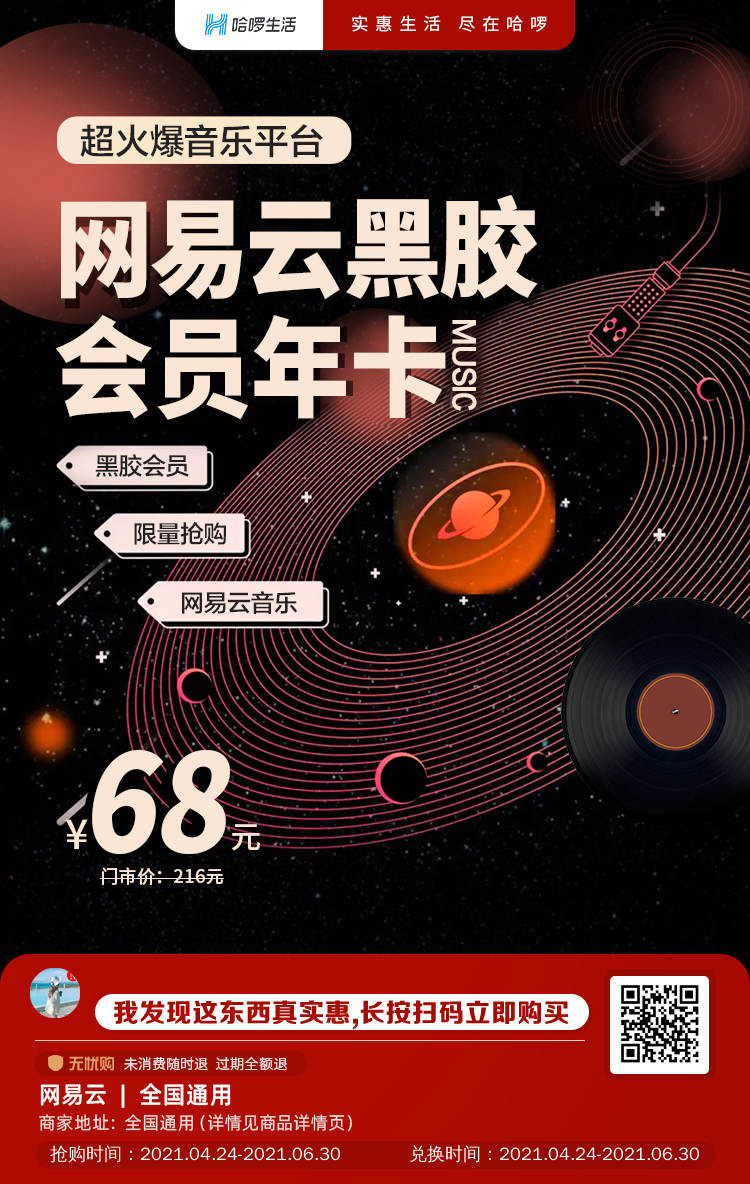 哈啰生活
实惠生活 尽在哈啰
超火爆音乐平台
网易云黑胶
会员年卡
MUSIC
黑胶会员
限量抢购
网易云音乐
¥68元
门市价：216元
我发现这东西真实惠,长按扫码立即购买
无忧购 未消费随时退 过期全额退
网易云 | 全国通用
商家地址：全国通用（详情见商品详情页）
抢购时间：2021.04.24-2021.06.30
兑换时间：2021.04.24-2021.06.30